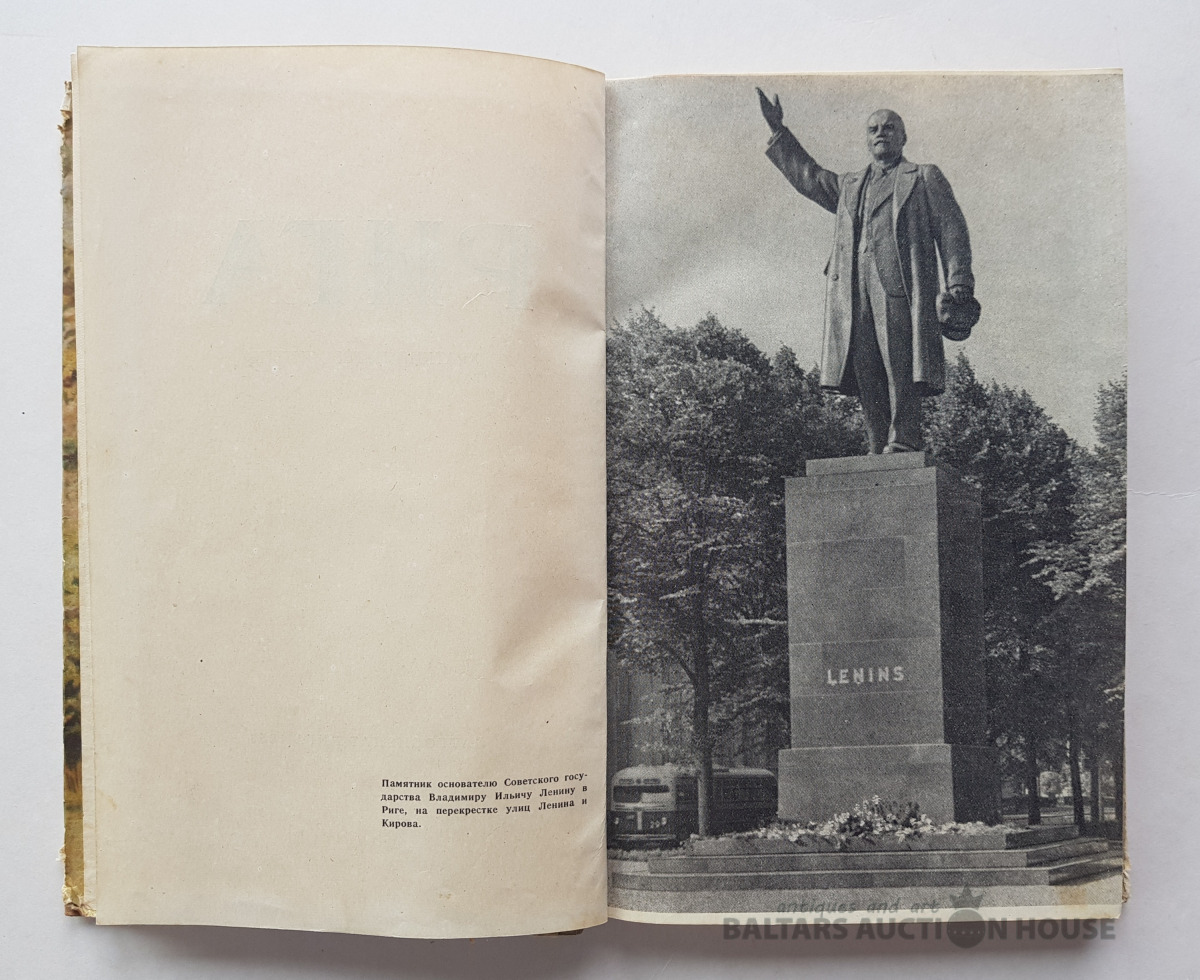 Памятник основателю Советского госу-
дарства Владимиру Ильичу Ленину в
Риге, на перекрестке улиц Ленина и
Кирова.
ĻEŅINS
antiques and art
BALTARS AUCTION HOUSE